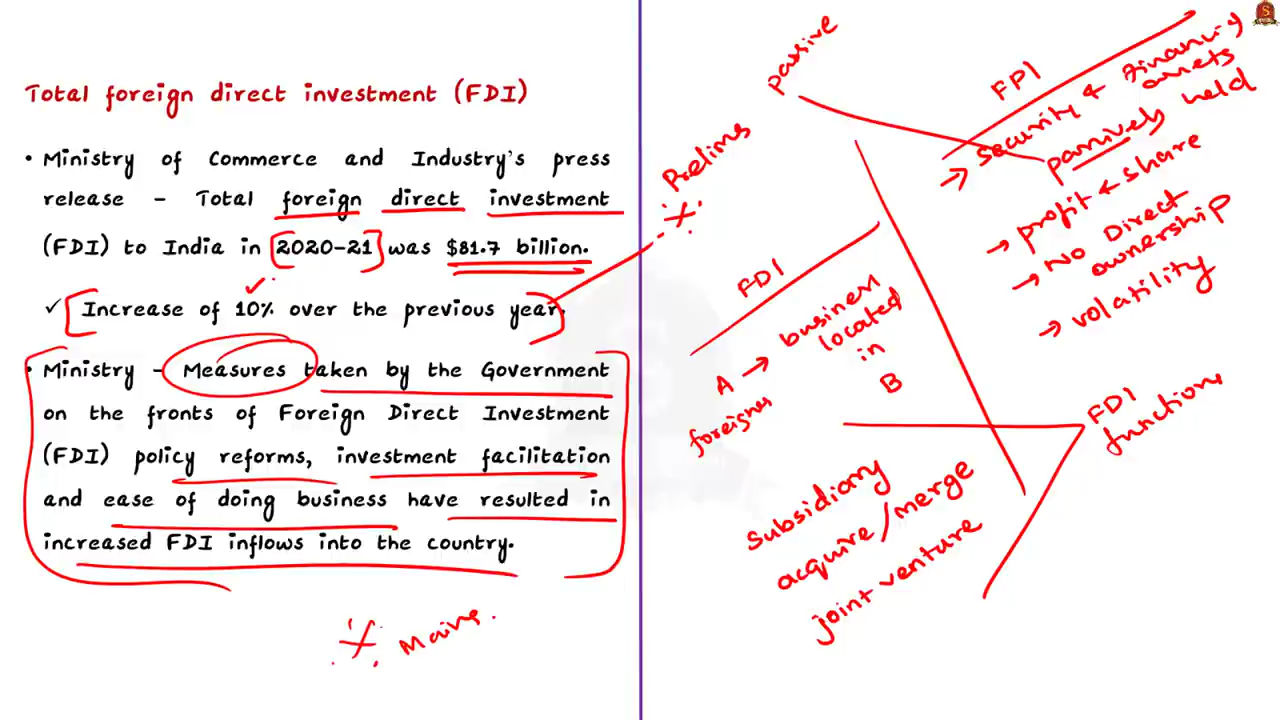 Total foreign direct investment (FDI)
• Ministry of Commerce and Industry's press
release – Total foreign direct investment
(FDI) to India in [2020-21] was $81.7 billion.
✓ [Increase of 10% over the previous year.]
• Ministry – Measures taken by the Government
on the fronts of Foreign Direct Investment
(FDI) policy reforms, investment facilitation
and ease of doing business have resulted in
increased FDI inflows into the country.
Mains.
Prelims
passive
FPI
→ security & financing
assets
passively held
→ profit & share
→ No Direct
ownership
→ volatility
FDI
A → business
located
in
B
foreigner
FDI
functions
Subsidiary
acquire/merge
joint venture